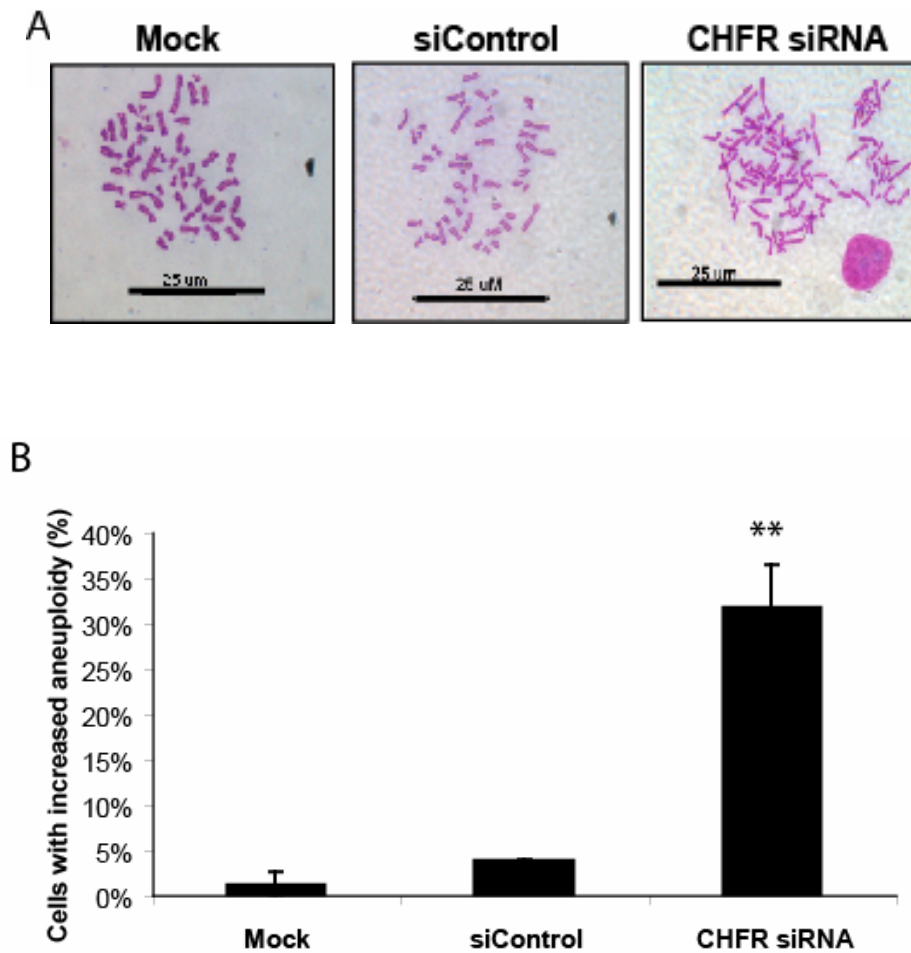 A
Mock siControl CHFR siRNA
25 um 25 uM 25 um
B
Cells with increased aneuploidy (%)
**
40%
35%
30%
25%
20%
15%
10%
5%
0%
Mock siControl CHFR siRNA